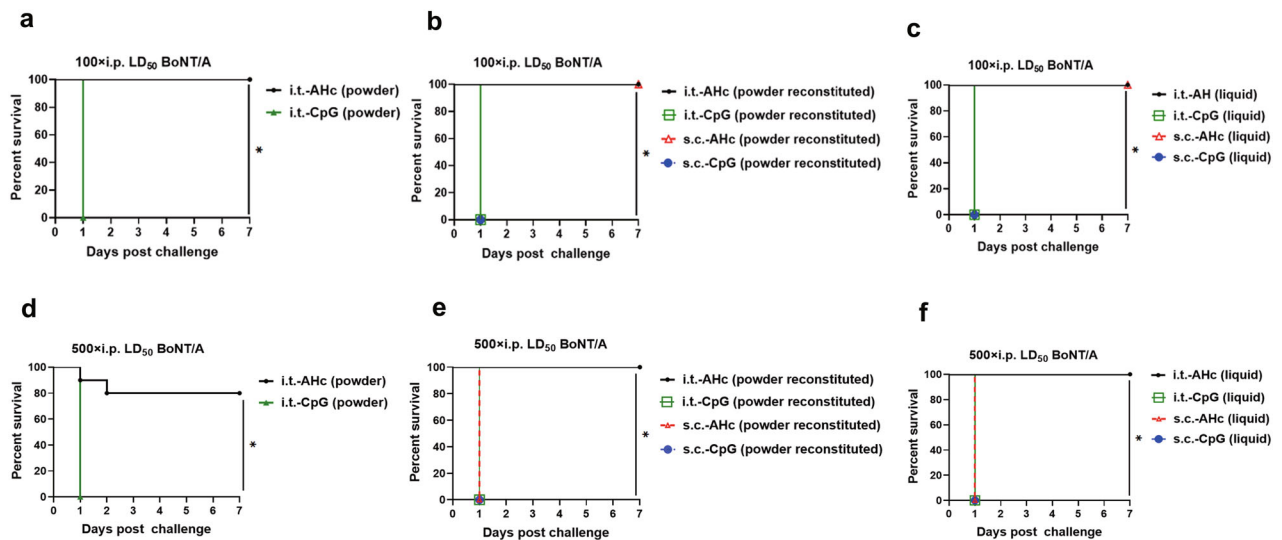 a
100×i.p. LD50 BoNT/A
Percent survival
100
80
60
40
20
0
0 1 2 3 4 5 6 7
Days post challenge
i.t.-AHc (powder)
i.t.-CpG (powder)
*
b
100×i.p. LD50 BoNT/A
Percent survival
100
80
60
40
20
0
0 1 2 3 4 5 6 7
Days post challenge
i.t.-AHc (powder reconstituted)
i.t.-CpG (powder reconstituted)
s.c.-AHc (powder reconstituted)
s.c.-CpG (powder reconstituted)
*
c
100×i.p. LD50 BoNT/A
Percent survival
100
80
60
40
20
0
0 1 2 3 4 5 6 7
Days post challenge
i.t.-AH (liquid)
i.t.-CpG (liquid)
s.c.-AHc (liquid)
s.c.-CpG (liquid)
*
d
500×i.p. LD50 BoNT/A
Percent survival
100
80
60
40
20
0
0 1 2 3 4 5 6 7
Days post challenge
i.t.-AHc (powder)
i.t.-CpG (powder)
*
e
500×i.p. LD50 BoNT/A
Percent survival
100
80
60
40
20
0
0 1 2 3 4 5 6 7
Days post challenge
i.t.-AHc (powder reconstituted)
i.t.-CpG (powder reconstituted)
s.c.-AHc (powder reconstituted)
s.c.-CpG (powder reconstituted)
*
f
500×i.p. LD50 BoNT/A
Percent survival
100
80
60
40
20
0
0 1 2 3 4 5 6 7
Days post challenge
i.t.-AHc (liquid)
i.t.-CpG (liquid)
s.c.-AHc (liquid)
s.c.-CpG (liquid)
*